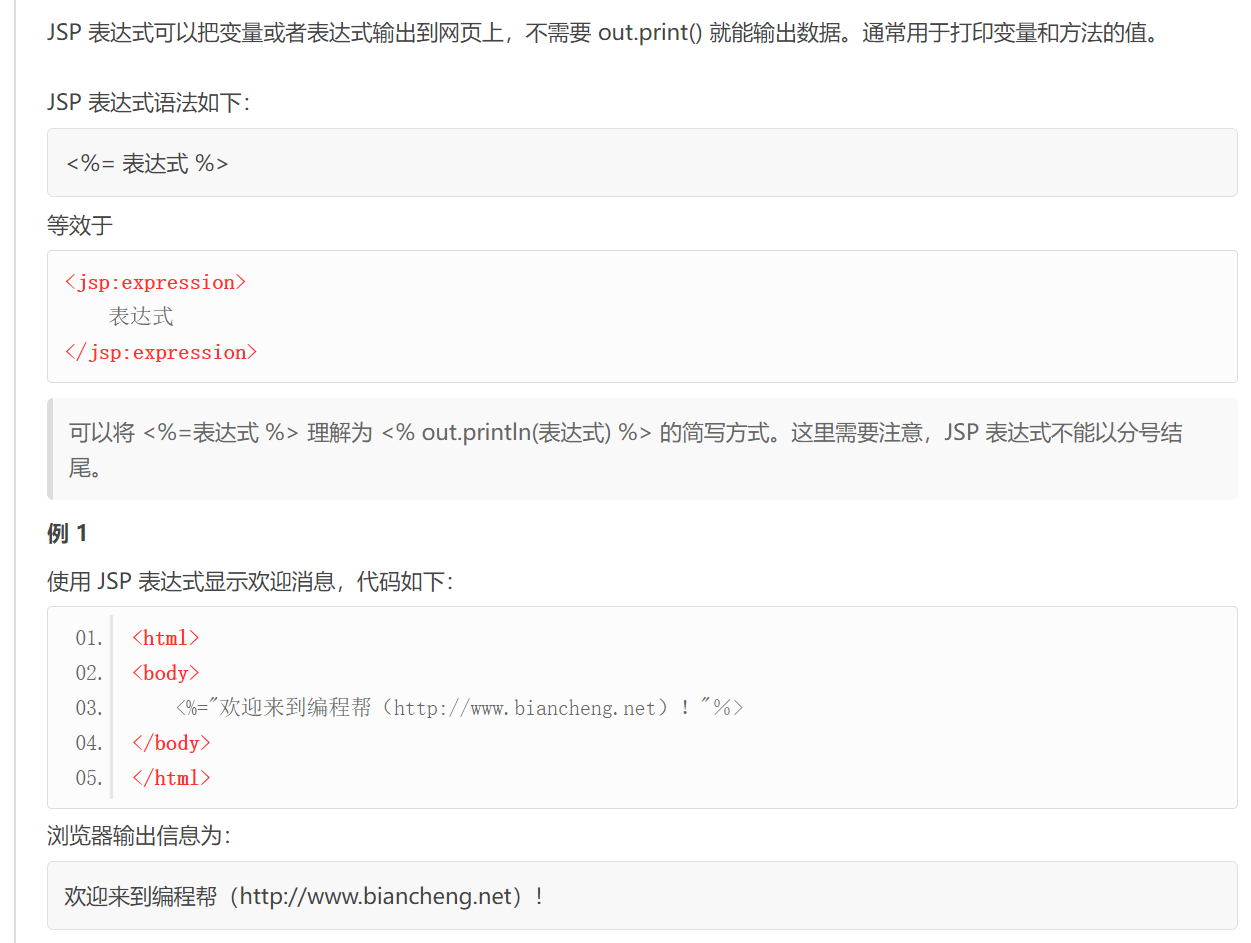 JSP 表达式可以把变量或者表达式输出到网页上，不需要 out.print() 就能输出数据。通常用于打印变量和方法的值。
JSP 表达式语法如下：
<%= 表达式 %>
等效于
<jsp:expression>
表达式
</jsp:expression>
可以将 <%=表达式 %> 理解为 <% out.println(表达式) %> 的简写方式。这里需要注意，JSP 表达式不能以分号结
尾。
例 1
使用 JSP 表达式显示欢迎消息，代码如下：
01. <html>
02. <body>
03. <%="欢迎来到编程帮（http://www.biancheng.net）！"%>
04. </body>
05. </html>
浏览器输出信息为：
欢迎来到编程帮（http://www.biancheng.net）！